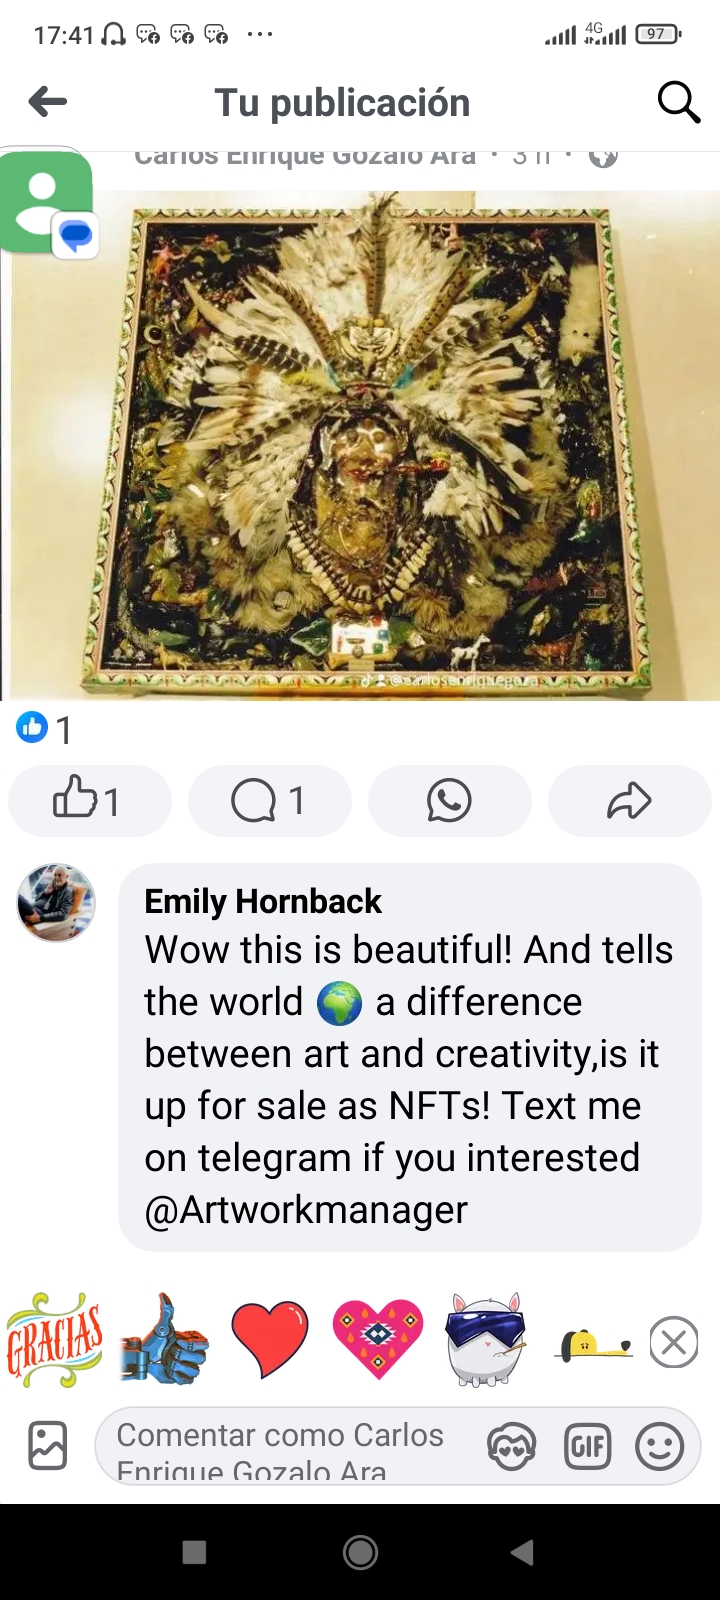 17:41
4G
97
Tu publicación
Carlos Enrique Gozalo Ara · 3 h ·
1
1
1
Emily Hornback
Wow this is beautiful! And tells
the world 🌍 a difference
between art and creativity,is it
up for sale as NFTs! Text me
on telegram if you interested
@Artworkmanager
GRACIAS
Comentar como Carlos
Enrique Gozalo Ara
GIF